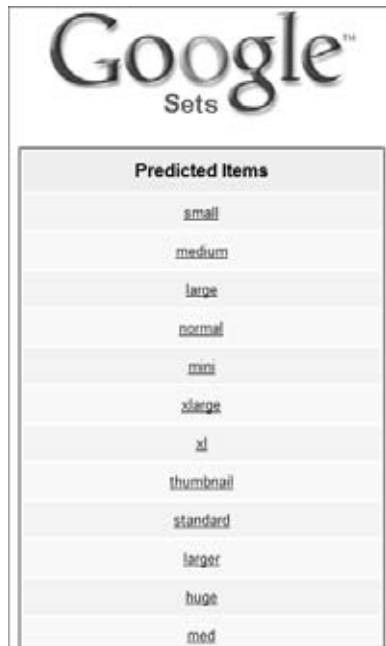 Google™
Sets
Predicted Items
small
medium
large
normal
mini
xlarge
xl
thumbnail
standard
larger
huge
med